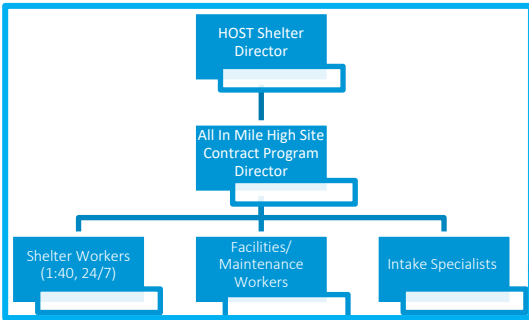 HOST Shelter
Director
All In Mile High Site
Contract Program
Director
Shelter Workers
(1:40, 24/7)
Facilities/
Maintenance
Workers
Intake Specialists